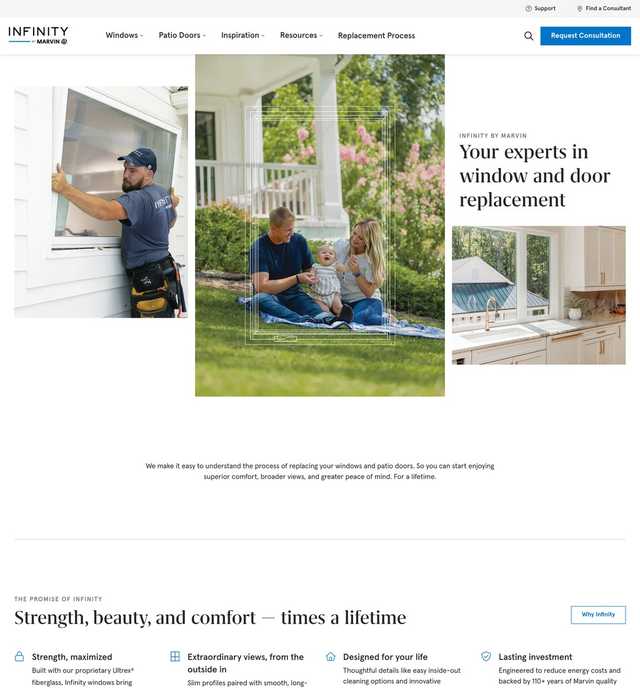 Support
Find a Consultant
INFINITY
MARVIN
Windows
Patio Doors
Inspiration
Resources
Replacement Process
Request Consultation
INFINITY BY MARVIN
Your experts in
window and door
replacement
We make it easy to understand the process of replacing your windows and patio doors. So you can start enjoying
superior comfort, broader views, and greater peace of mind. For a lifetime.
THE PROMISE OF INFINITY
Strength, beauty, and comfort — times a lifetime
Why Infinity
Strength, maximized
Built with our proprietary Ultrex®
fiberglass, Infinity windows bring
Extraordinary views, from the
outside in
Slim profiles paired with smooth, long-
Designed for your life
Thoughtful details like easy inside-out
cleaning options and innovative
Lasting investment
Engineered to reduce energy costs and
backed by 110+ years of Marvin quality